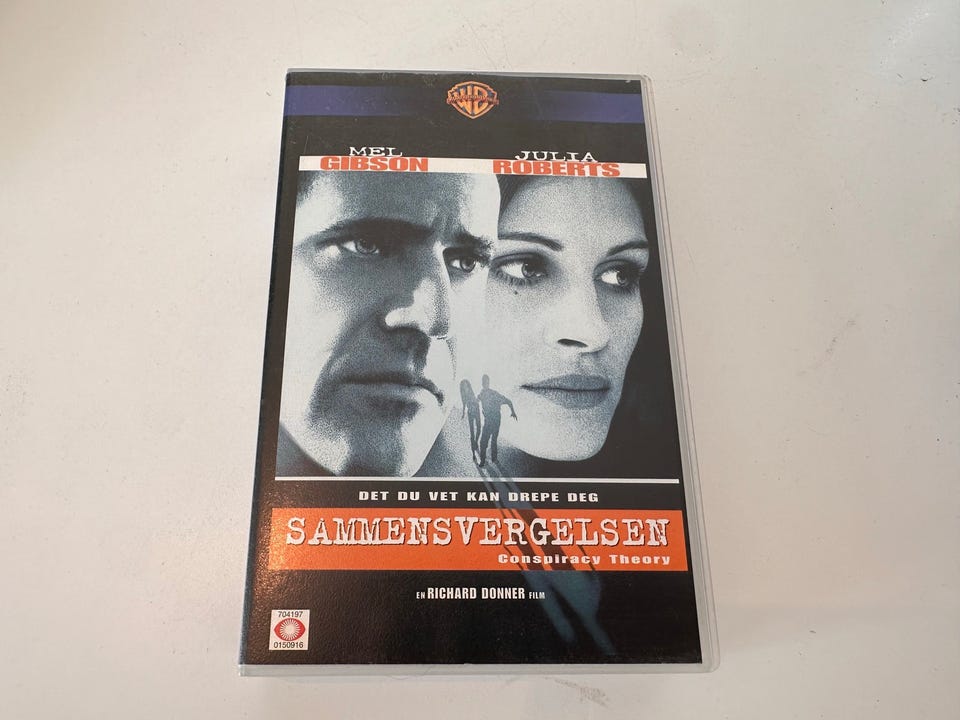 WB
MEL
GIBSON
JULIA
ROBERTS
DET DU VET KAN DREPE DEG
SAMMENSVERGELSEN
Conspiracy Theory
EN RICHARD DONNER FILM
704197
0150916